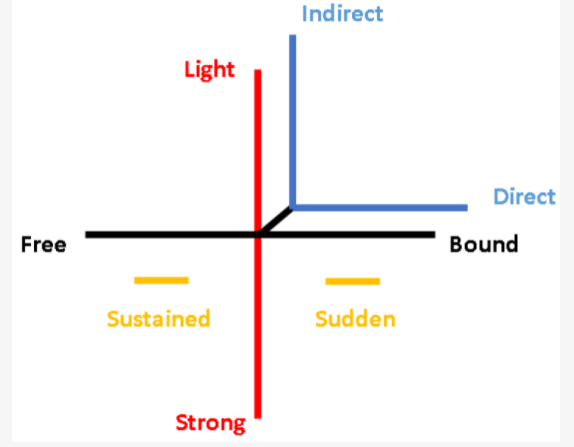 Indirect
Light
Direct
Free
Bound
Sustained
Sudden
Strong